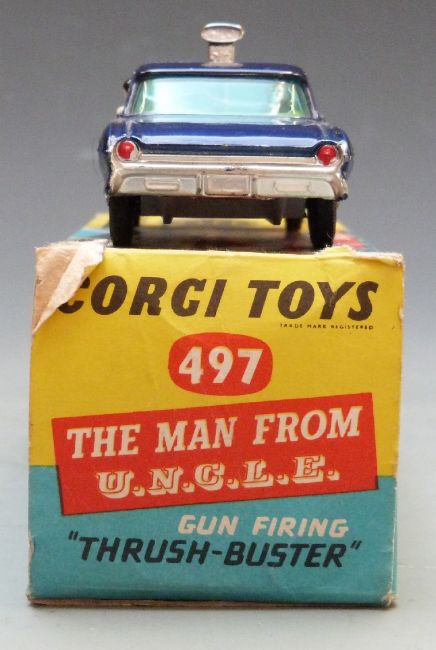 CORGI TOYS
TRADE MARK REGISTERED
497
THE MAN FROM
U.N.C.L.E.
GUN FIRING
"THRUSH-BUSTER"